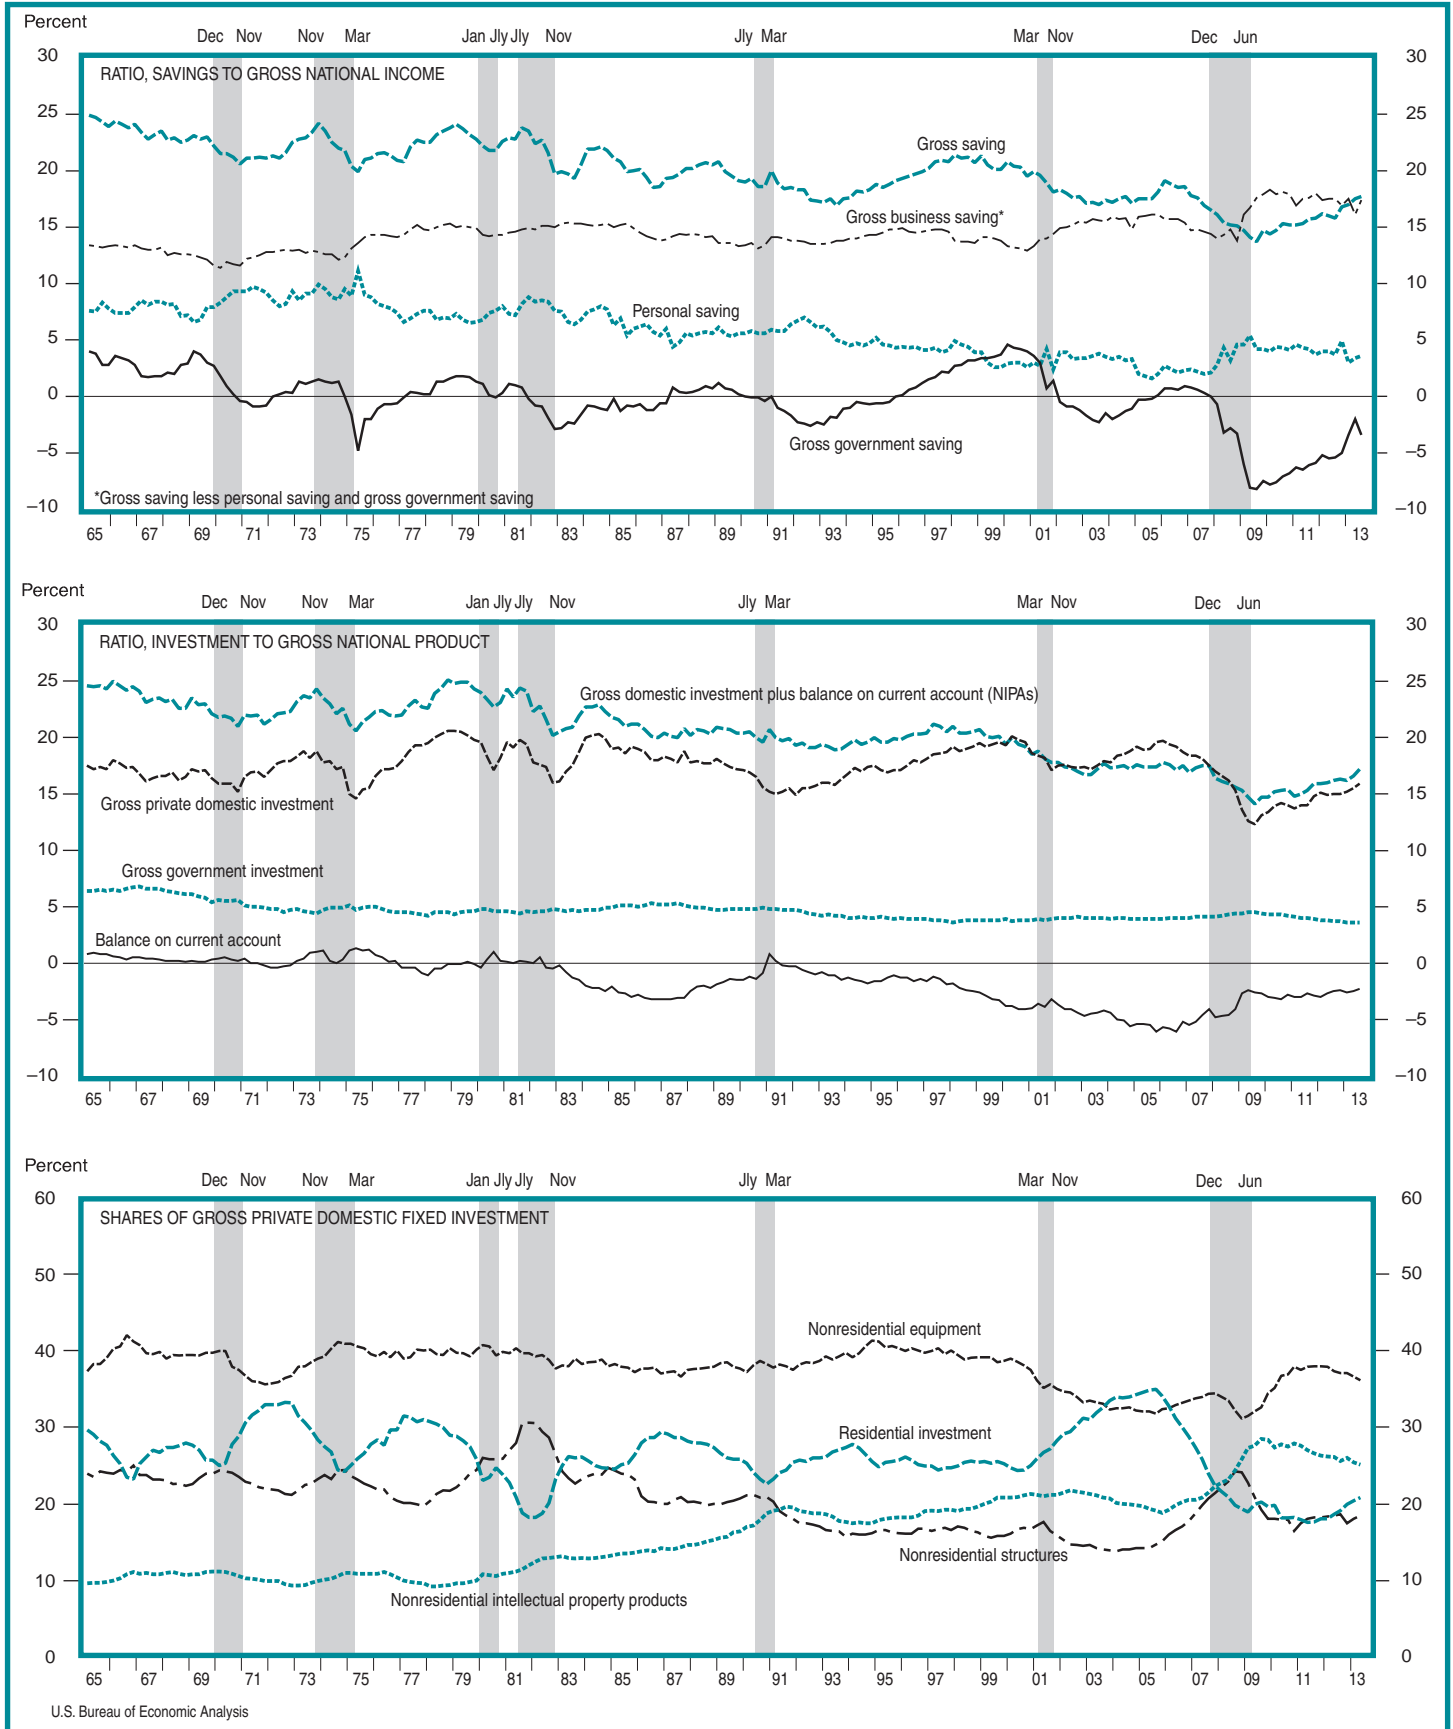 Percent
Dec Nov Nov Mar Jan Jly Jly Nov Jly Mar Mar Nov Dec Jun
30 30
RATIO, SAVINGS TO GROSS NATIONAL INCOME
25 25
Gross saving
20 20
Gross business saving*
15 15
10 10
Personal saving
5 5
0 0
Gross government saving
–5 –5
*Gross saving less personal saving and gross government saving
–10 –10
65 67 69 71 73 75 77 79 81 83 85 87 89 91 93 95 97 99 01 03 05 07 09 11 13
Percent
Dec Nov Nov Mar Jan Jly Jly Nov Jly Mar Mar Nov Dec Jun
30 30
RATIO, INVESTMENT TO GROSS NATIONAL PRODUCT
25 25
Gross domestic investment plus balance on current account (NIPAs)
20 20
15 15
Gross private domestic investment
10 10
Gross government investment
5 5
Balance on current account
0 0
–5 –5
–10 –10
65 67 69 71 73 75 77 79 81 83 85 87 89 91 93 95 97 99 01 03 05 07 09 11 13
Percent
Dec Nov Nov Mar Jan Jly Jly Nov Jly Mar Mar Nov Dec Jun
60 60
SHARES OF GROSS PRIVATE DOMESTIC FIXED INVESTMENT
50 50
Nonresidential equipment
40 40
Residential investment
30 30
20 20
Nonresidential structures
10 10
Nonresidential intellectual property products
0 0
65 67 69 71 73 75 77 79 81 83 85 87 89 91 93 95 97 99 01 03 05 07 09 11 13
U.S. Bureau of Economic Analysis